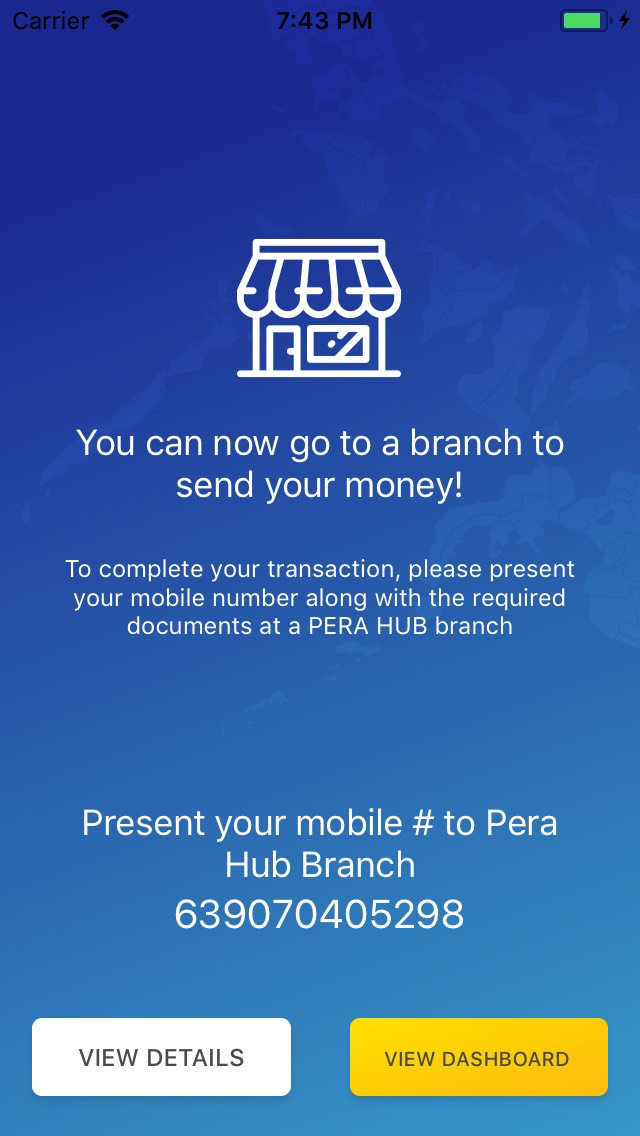 Carrier 7:43 PM
You can now go to a branch to
send your money!
To complete your transaction, please present
your mobile number along with the required
documents at a PERA HUB branch
Present your mobile # to Pera
Hub Branch
639070405298
VIEW DETAILS VIEW DASHBOARD